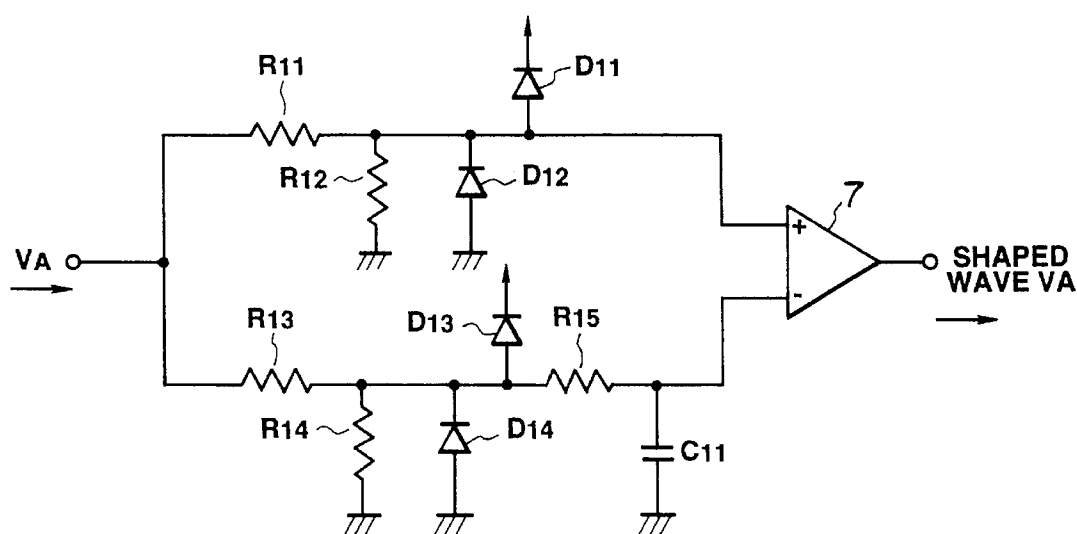 R11
D11
R12
D12
7
+
VA
SHAPED
WAVE VA
-
R13
D13
R15
R14
D14
C11